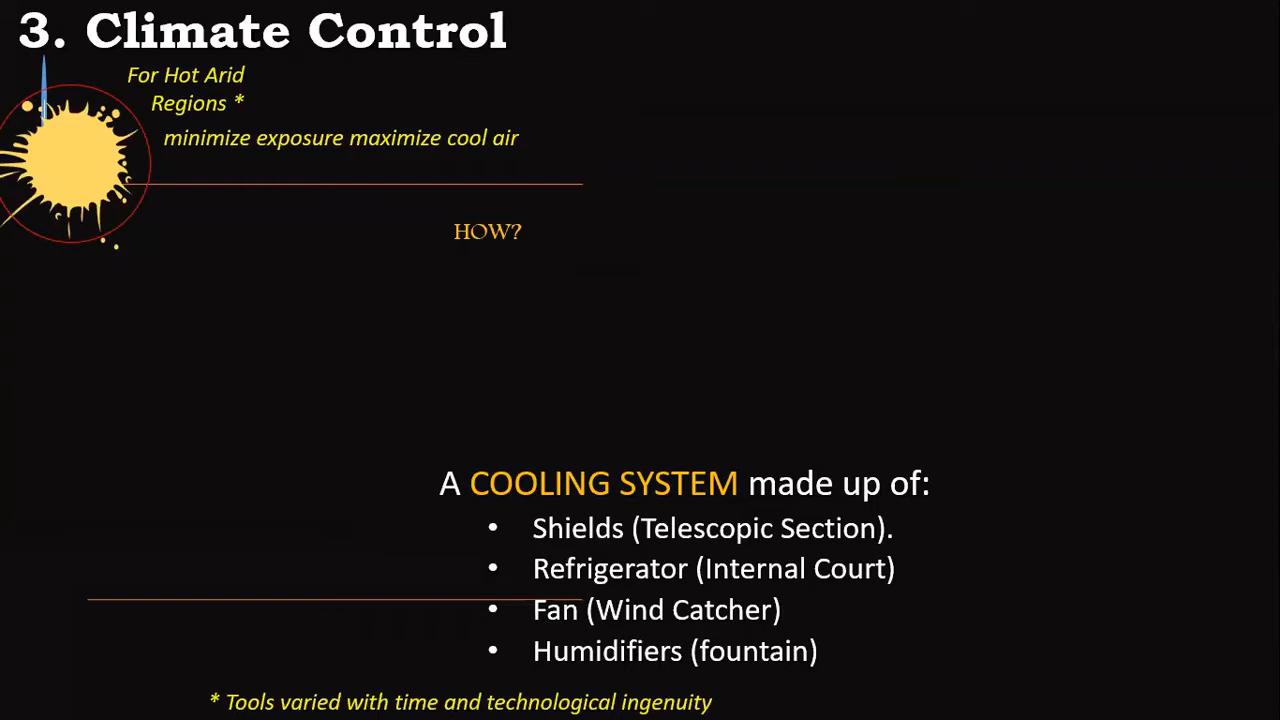 3. Climate Control
For Hot Arid
Regions *
minimize exposure maximize cool air
HOW?
A COOLING SYSTEM made up of:
• Shields (Telescopic Section).
• Refrigerator (Internal Court)
• Fan (Wind Catcher)
• Humidifiers (fountain)
* Tools varied with time and technological ingenuity